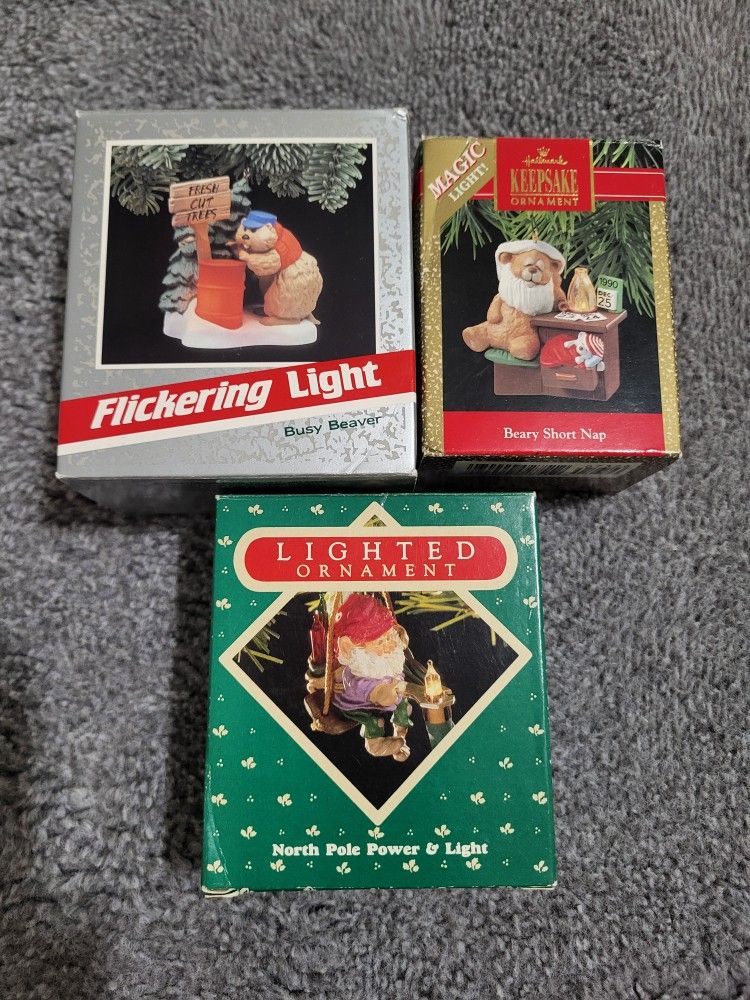 FRESH
CUT
TREES
Flickering Light
Busy Beaver
MAGIC
LIGHT!
Hallmark
KEEPSAKE
ORNAMENT
1990
DEC
25
Beary Short Nap
LIGHTED
ORNAMENT
North Pole Power & Light